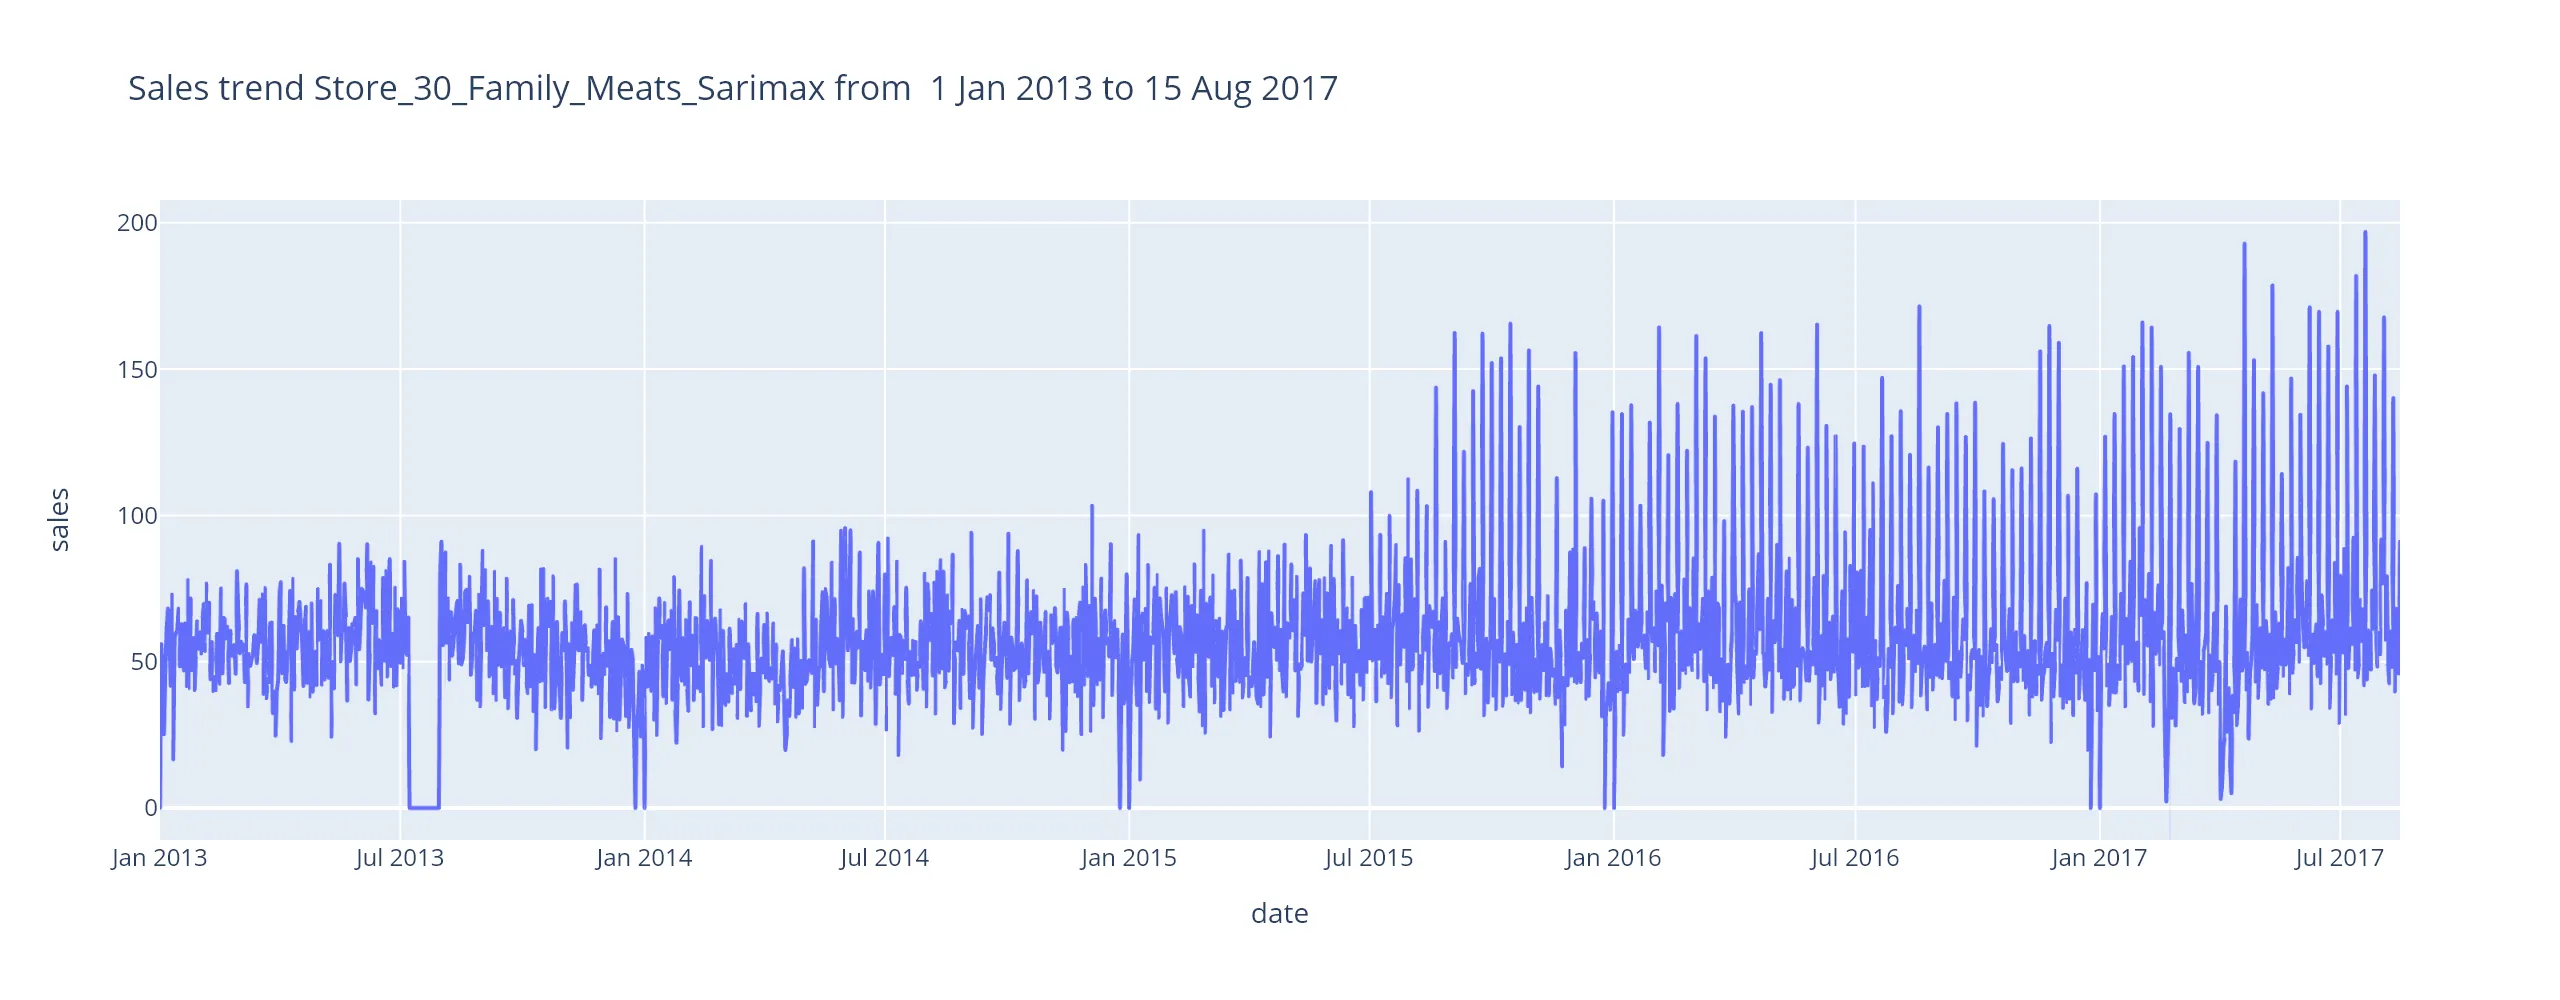 Sales trend Store_30_Family_Meats_Sarimax from  1 Jan 2013 to 15 Aug 2017
200
150
100
50
0
sales
Jan 2013 Jul 2013 Jan 2014 Jul 2014 Jan 2015 Jul 2015 Jan 2016 Jul 2016 Jan 2017 Jul 2017
date